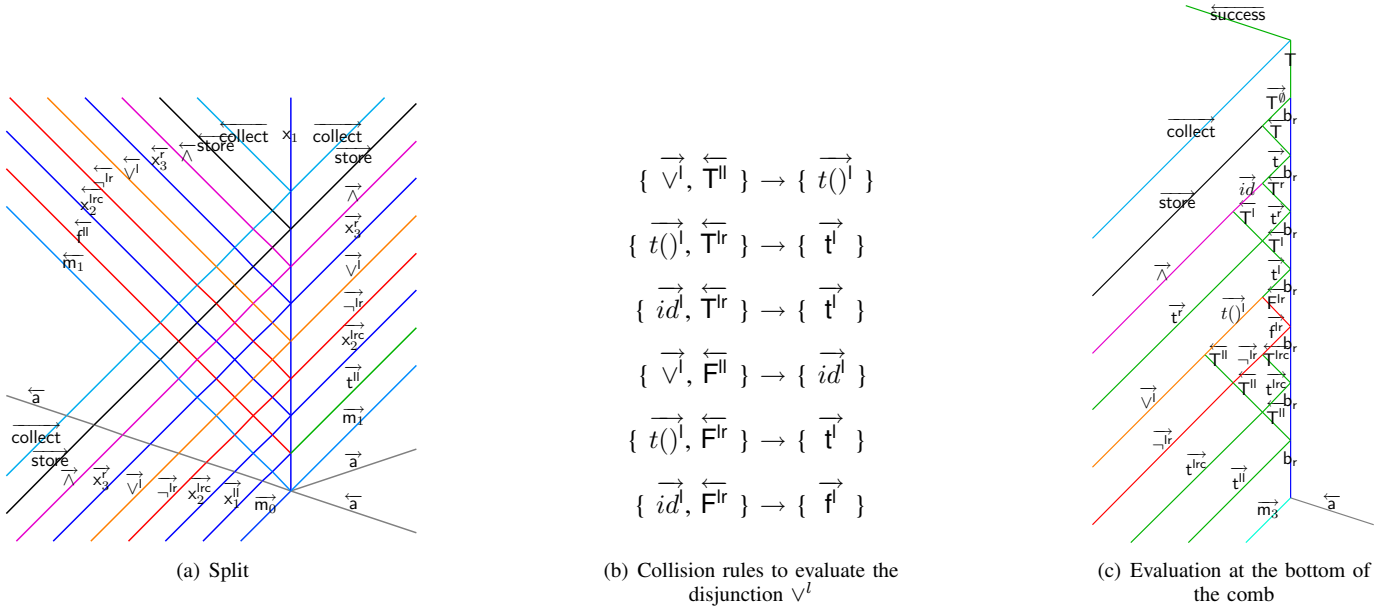 collect→ store→ x₁ ←collect ←store
←∧ ←x₃ʳ ←∨ˡ ←¬ˡʳ ←x₂ˡʳᶜ ←fˡˡ ←m₁
∧→ x₃ʳ→ ∨ˡ→ ¬ˡʳ→ x₂ˡʳᶜ→ tˡˡ→ m₁→
←a a→ ←a
collect→ store→ ∧→ x₃ʳ→ ∨ˡ→ ¬ˡʳ→ x₂ˡʳᶜ→ x₁ˡˡ→ m₀→
(a) Split
{ ∨ˡ→, ←Tˡˡ } → { t()ˡ→ }
{ t()ˡ→, ←Tˡʳ } → { tˡ→ }
{ idˡ→, ←Tˡʳ } → { tˡ→ }
{ ∨ˡ→, ←Fˡˡ } → { idˡ→ }
{ t()ˡ→, ←Fˡʳ } → { tˡ→ }
{ idˡ→, ←Fˡʳ } → { fˡ→ }
(b) Collision rules to evaluate the
disjunction ∨ˡ
←success
T
←T^∅
bᵣ
collect→ ←T
t→ bᵣ
store→ id→ ←Tʳ
←Tˡ tʳ→ bᵣ
∧→ ←Tˡ
tˡ→ bᵣ
tʳ→ t()ˡ→ ←Fˡʳ
fˡʳ→ bᵣ
←Tˡˡ ¬ˡʳ→ ←Tˡʳᶜ
∨ˡ→ ←Tˡˡ tˡʳᶜ→ bᵣ
←Tˡˡ
¬ˡʳ→ tˡʳᶜ→ tˡˡ→ bᵣ
m₃→ ←a
(c) Evaluation at the bottom of
the comb